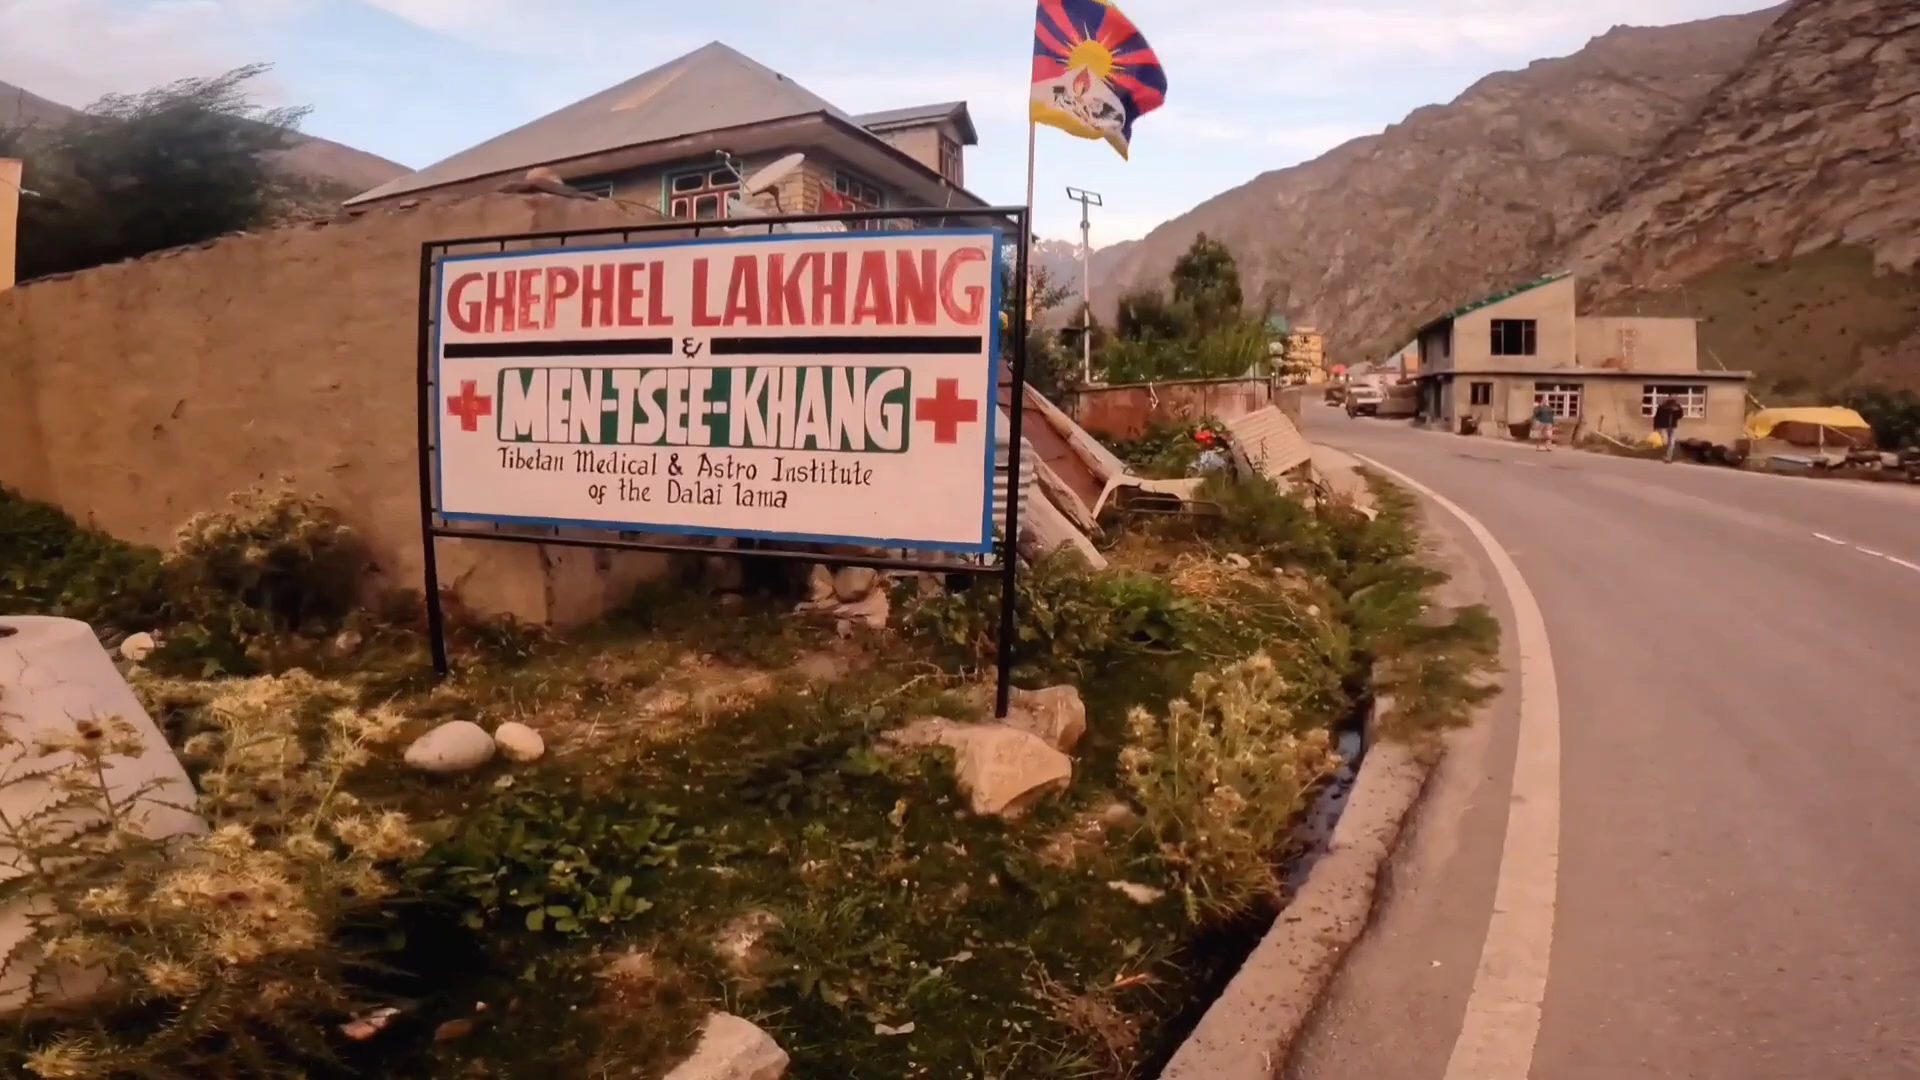 GHEPHEL LAKHANG
&
MEN-TSEE-KHANG
Tibetan Medical & Astro Institute
of the Dalai lama